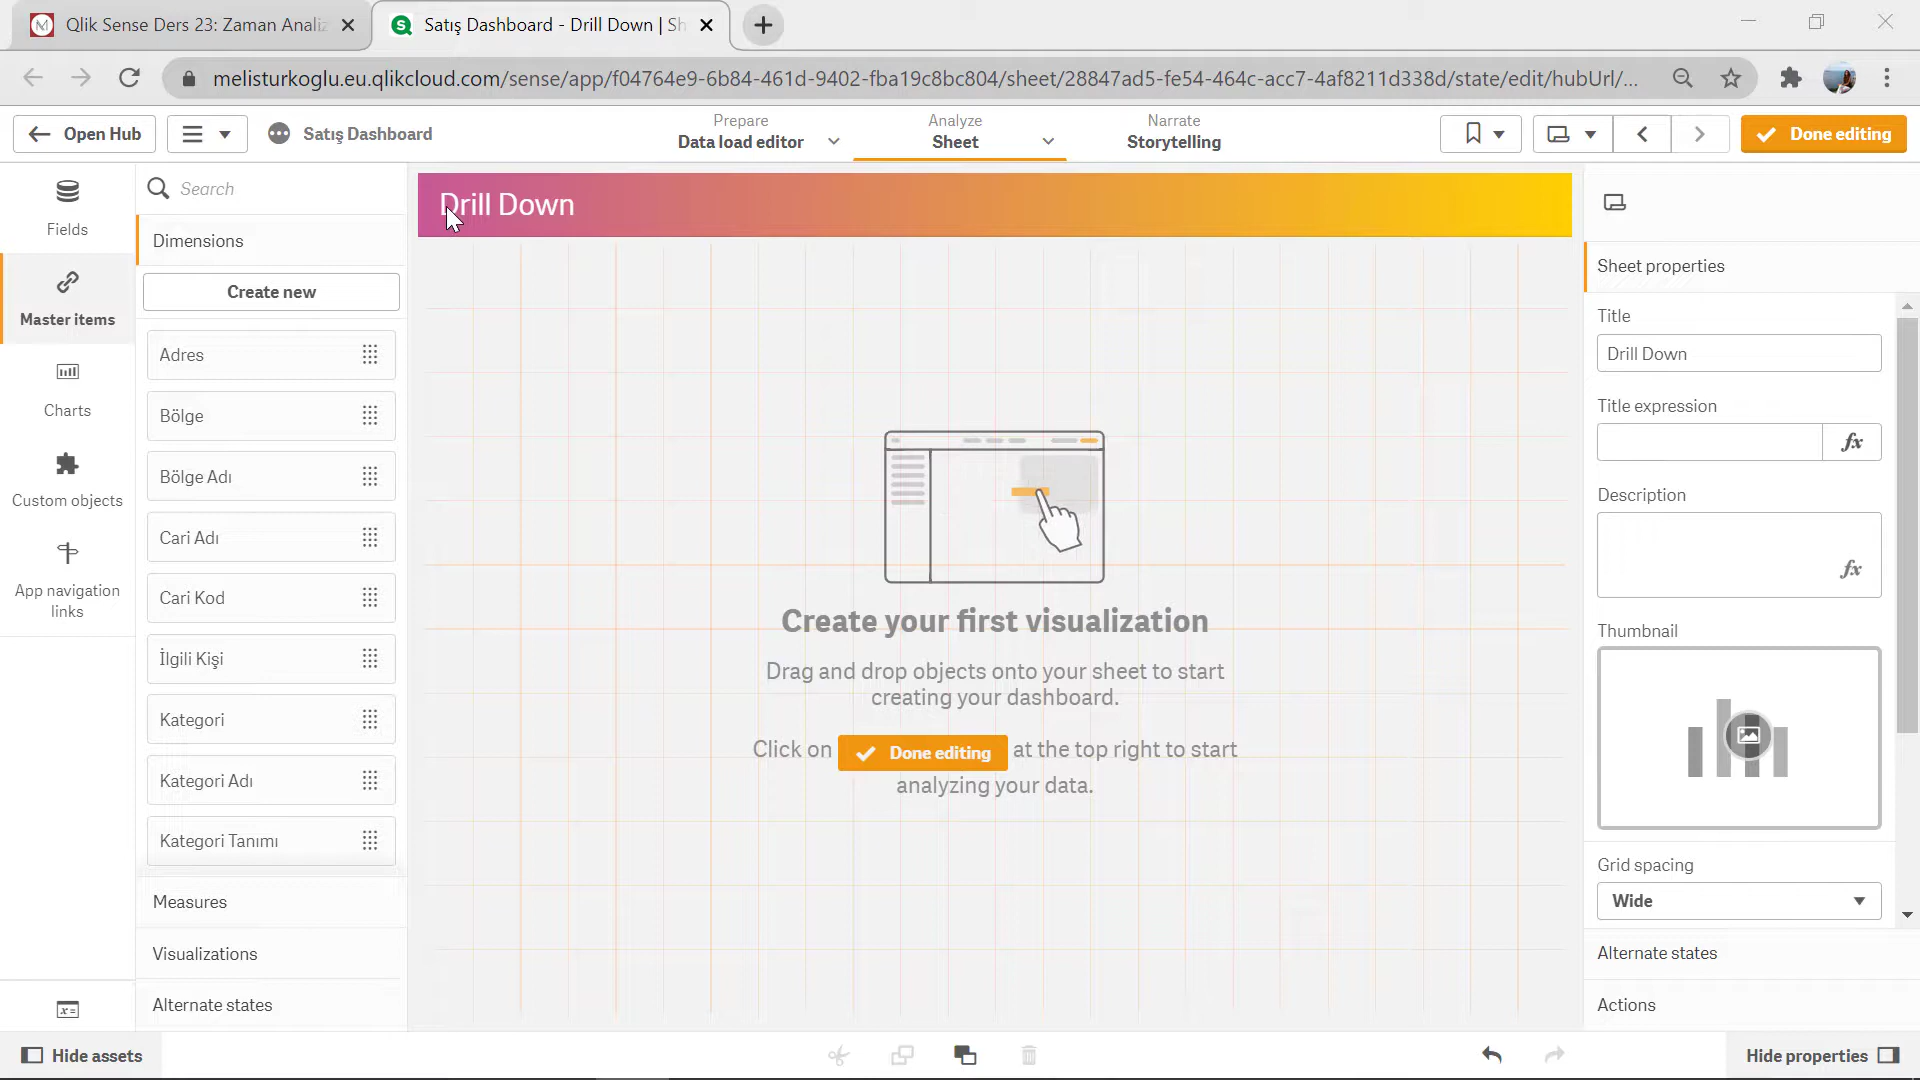 Qlik Sense Ders 23: Zaman Analiz
Satış Dashboard - Drill Down | Sh
melisturkoglu.eu.qlikcloud.com/sense/app/f04764e9-6b84-461d-9402-fba19c8bc804/sheet/28847ad5-fe54-464c-acc7-4af8211d338d/state/edit/hubUrl/...
Open Hub
Satış Dashboard
Prepare
Data load editor
Analyze
Sheet
Narrate
Storytelling
Done editing
Fields
Master items
Charts
Custom objects
App navigation
links
Search
Dimensions
Create new
Adres
Bölge
Bölge Adı
Cari Adı
Cari Kod
İlgili Kişi
Kategori
Kategori Adı
Kategori Tanımı
Measures
Visualizations
Alternate states
Drill Down
Create your first visualization
Drag and drop objects onto your sheet to start
creating your dashboard.
Click on Done editing at the top right to start
analyzing your data.
Sheet properties
Title
Drill Down
Title expression
fx
Description
fx
Thumbnail
Grid spacing
Wide
Alternate states
Actions
Hide assets
Hide properties